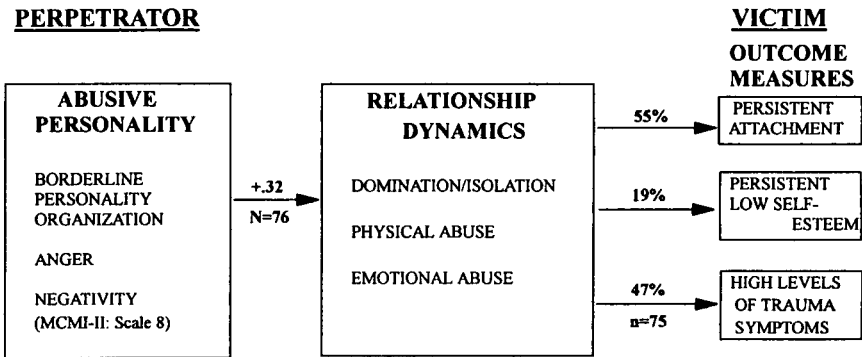 PERPETRATOR
VICTIM
OUTCOME
MEASURES
ABUSIVE
PERSONALITY
BORDERLINE
PERSONALITY
ORGANIZATION
ANGER
NEGATIVITY
(MCMI-II: Scale 8)
+.32
N=76
RELATIONSHIP
DYNAMICS
DOMINATION/ISOLATION
PHYSICAL ABUSE
EMOTIONAL ABUSE
55%
19%
47%
n=75
PERSISTENT
ATTACHMENT
PERSISTENT
LOW SELF-
ESTEEM
HIGH LEVELS
OF TRAUMA
SYMPTOMS